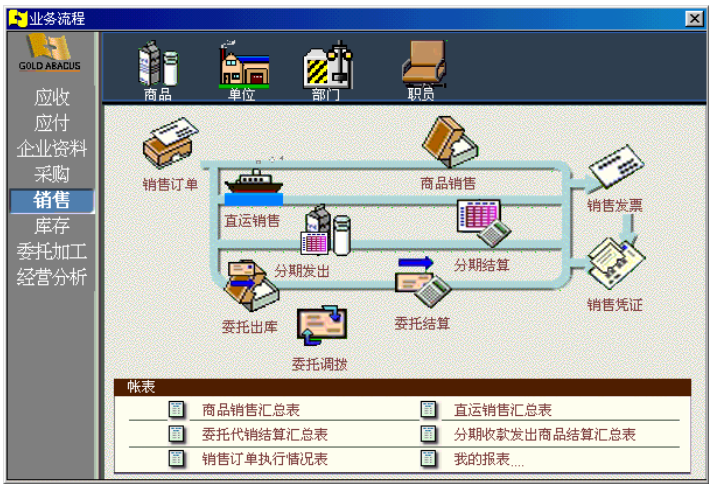 业务流程
GOLD ABACUS
商品
单位
部门
职员
应收
应付
企业资料
采购
销售
库存
委托加工
经营分析
销售订单
商品销售
销售发票
直运销售
分期发出
分期结算
销售凭证
委托出库
委托结算
委托调拨
帐表
商品销售汇总表
直运销售汇总表
委托代销结算汇总表
分期收款发出商品结算汇总表
销售订单执行情况表
我的报表....